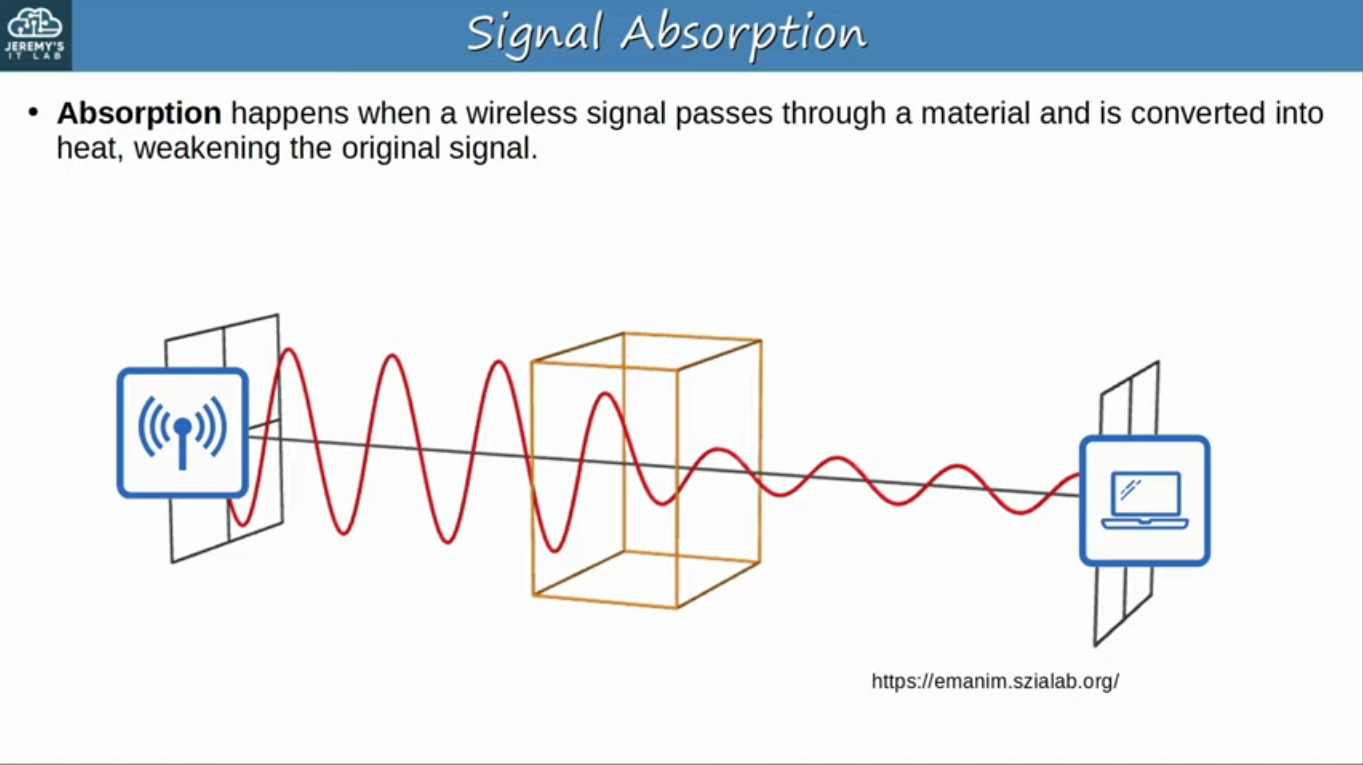 JEREMY'S
IT LAB
Signal Absorption
• Absorption happens when a wireless signal passes through a material and is converted into
heat, weakening the original signal.
https://emanim.szialab.org/